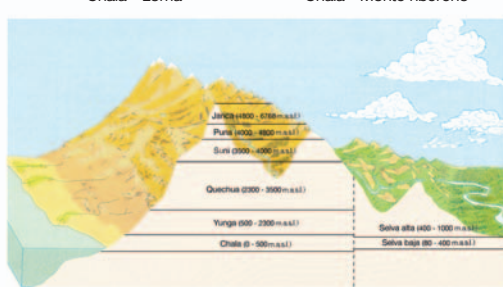 Chala - Loma
Chala - Monte ribereño
Janca (4800 - 6768 m.a.s.l.)
Puna (4000 - 4800 m.a.s.l.)
Suni (3500 - 4000 m.a.s.l.)
Quechua (2300 - 3500 m.a.s.l.)
Yunga (500 - 2300 m.a.s.l.)
Chala (0 - 500 m.a.s.l.)
Selva alta (400 - 1000 m.a.s.l.)
Selva baja (80 - 400 m.a.s.l.)